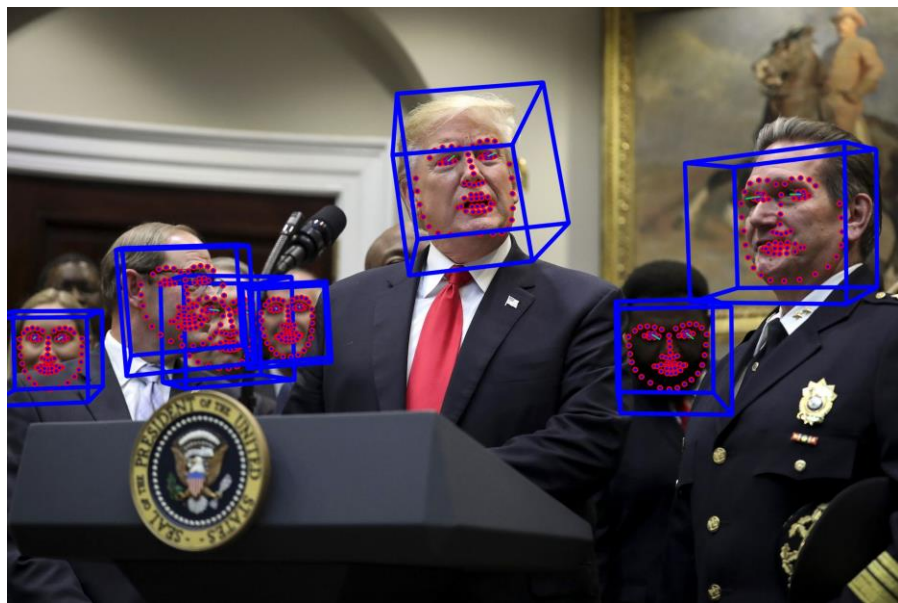 SEAL OF THE PRESIDENT OF THE UNITED STATES